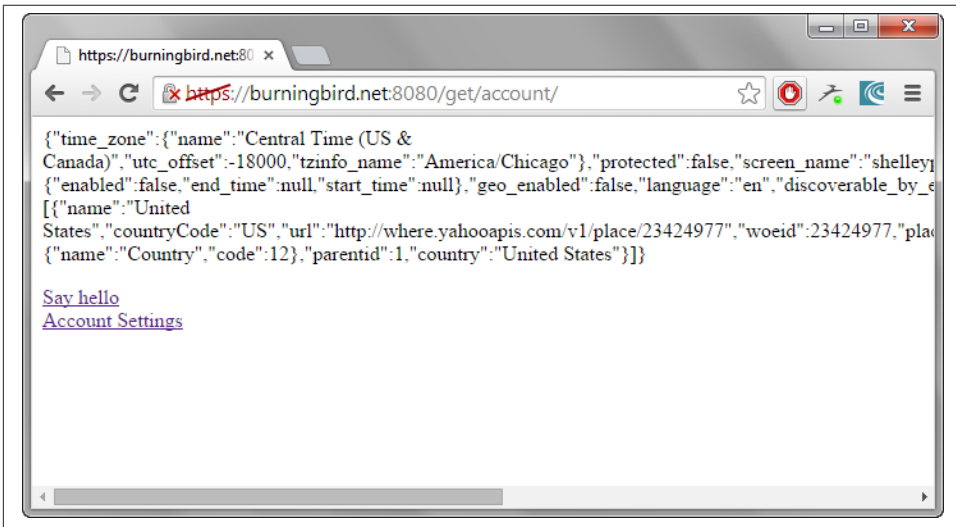 https://burningbird.net:80
https://burningbird.net:8080/get/account/
{"time_zone":{"name":"Central Time (US &
Canada)","utc_offset":-18000,"tzinfo_name":"America/Chicago"},"protected":false,"screen_name":"shelleyp
{"enabled":false,"end_time":null,"start_time":null},"geo_enabled":false,"language":"en","discoverable_by_e
[{"name":"United
States","countryCode":"US","url":"http://where.yahooapis.com/v1/place/23424977","woeid":23424977,"plac
{"name":"Country","code":12},"parentid":1,"country":"United States"}]}
Say hello
Account Settings